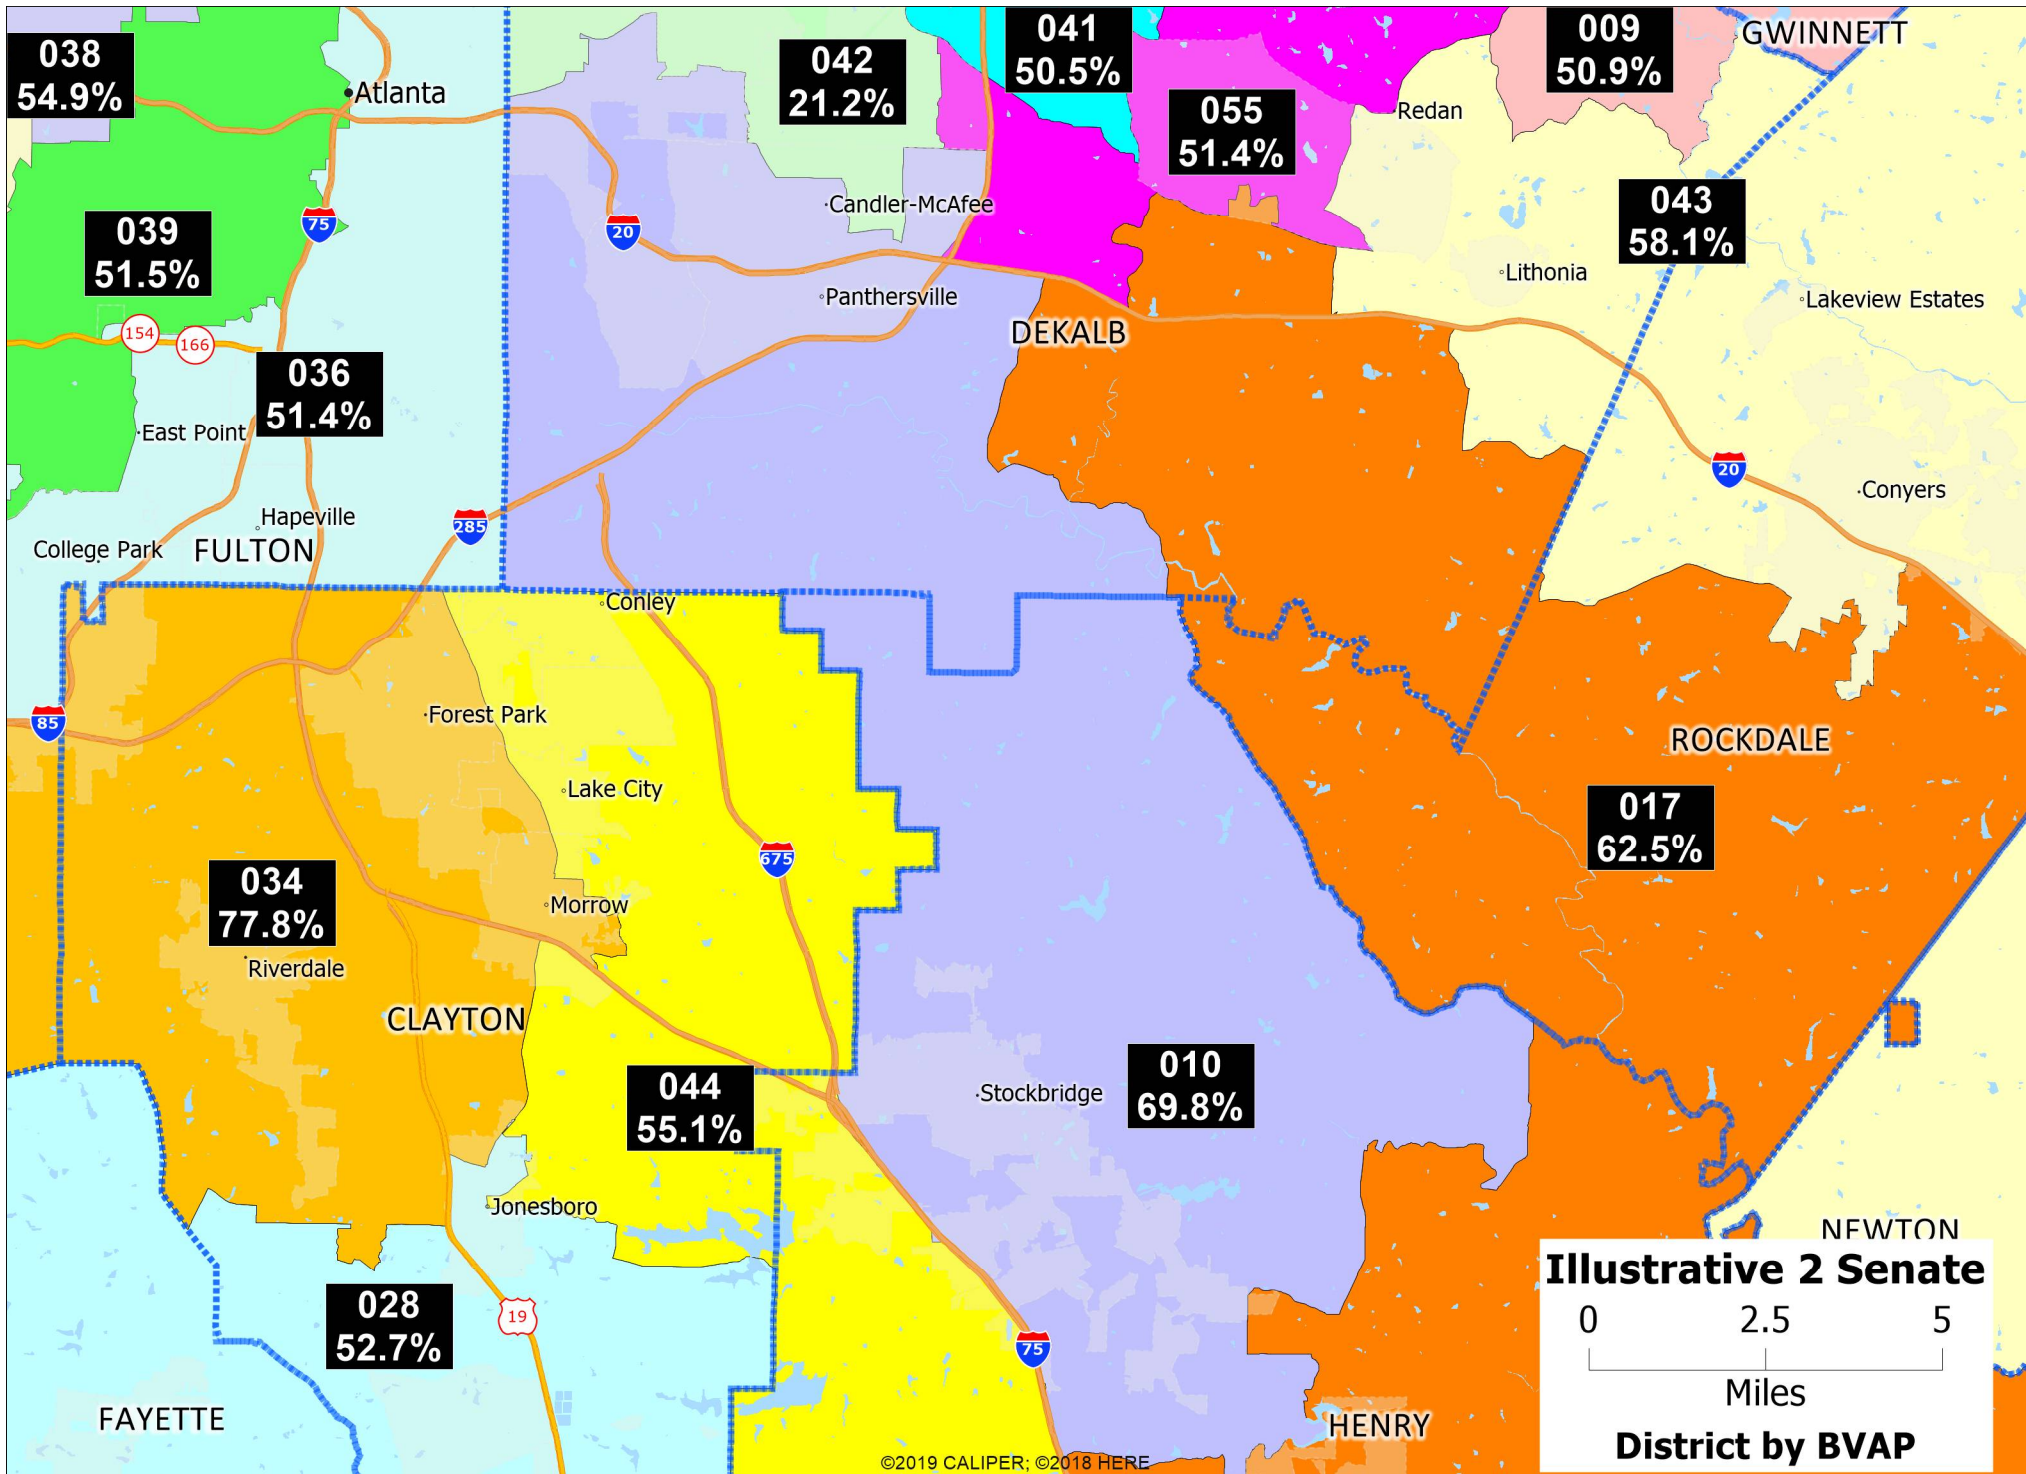 038
54.9%
042
21.2%
041
50.5%
009
50.9%
GWINNETT
Atlanta
055
51.4%
Redan
039
51.5%
75
20
Candler-McAfee
043
58.1%
Lithonia
Panthersville
Lakeview Estates
DEKALB
154
166
036
51.4%
East Point
20
Conyers
Hapeville
285
College Park
FULTON
Conley
85
Forest Park
ROCKDALE
Lake City
017
62.5%
675
034
77.8%
Morrow
Riverdale
CLAYTON
044
55.1%
Stockbridge
010
69.8%
Jonesboro
NEWTON
028
52.7%
19
75
FAYETTE
HENRY
Illustrative 2 Senate
0 2.5 5
Miles
District by BVAP
©2019 CALIPER; ©2018 HERE